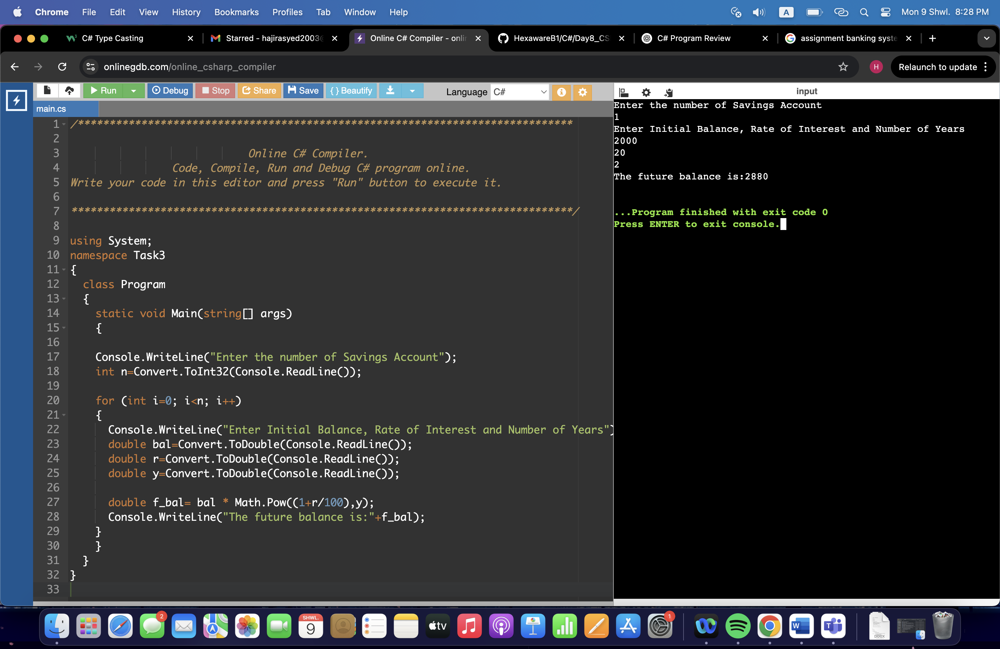 Chrome File Edit View History Bookmarks Profiles Tab Window Help A Mon 9 Shwl. 8:28 PM
C# Type Casting Starred - hajirasyed2003@ Online C# Compiler - onlin HexawareB1/C#/Day8_CS C# Program Review assignment banking syste
onlinegdb.com/online_csharp_compiler H Relaunch to update
Run Debug Stop Share Save {} Beautify Language C# input
main.cs
1 /******************************************************************************
2
3 Online C# Compiler.
4 Code, Compile, Run and Debug C# program online.
5 Write your code in this editor and press "Run" button to execute it.
6
7 *******************************************************************************/
8
9 using System;
10 namespace Task3
11 {
12 class Program
13 {
14 static void Main(string[] args)
15 {
16
17 Console.WriteLine("Enter the number of Savings Account");
18 int n=Convert.ToInt32(Console.ReadLine());
19
20 for (int i=0; i<n; i++)
21 {
22 Console.WriteLine("Enter Initial Balance, Rate of Interest and Number of Years")
23 double bal=Convert.ToDouble(Console.ReadLine());
24 double r=Convert.ToDouble(Console.ReadLine());
25 double y=Convert.ToDouble(Console.ReadLine());
26
27 double f_bal= bal * Math.Pow((1+r/100),y);
28 Console.WriteLine("The future balance is:"+f_bal);
29 }
30 }
31 }
32 }
33
Enter the number of Savings Account
1
Enter Initial Balance, Rate of Interest and Number of Years
2000
20
2
The future balance is:2880
...Program finished with exit code 0
Press ENTER to exit console.
2 SHWL. 9 tv 1 W T DOCX